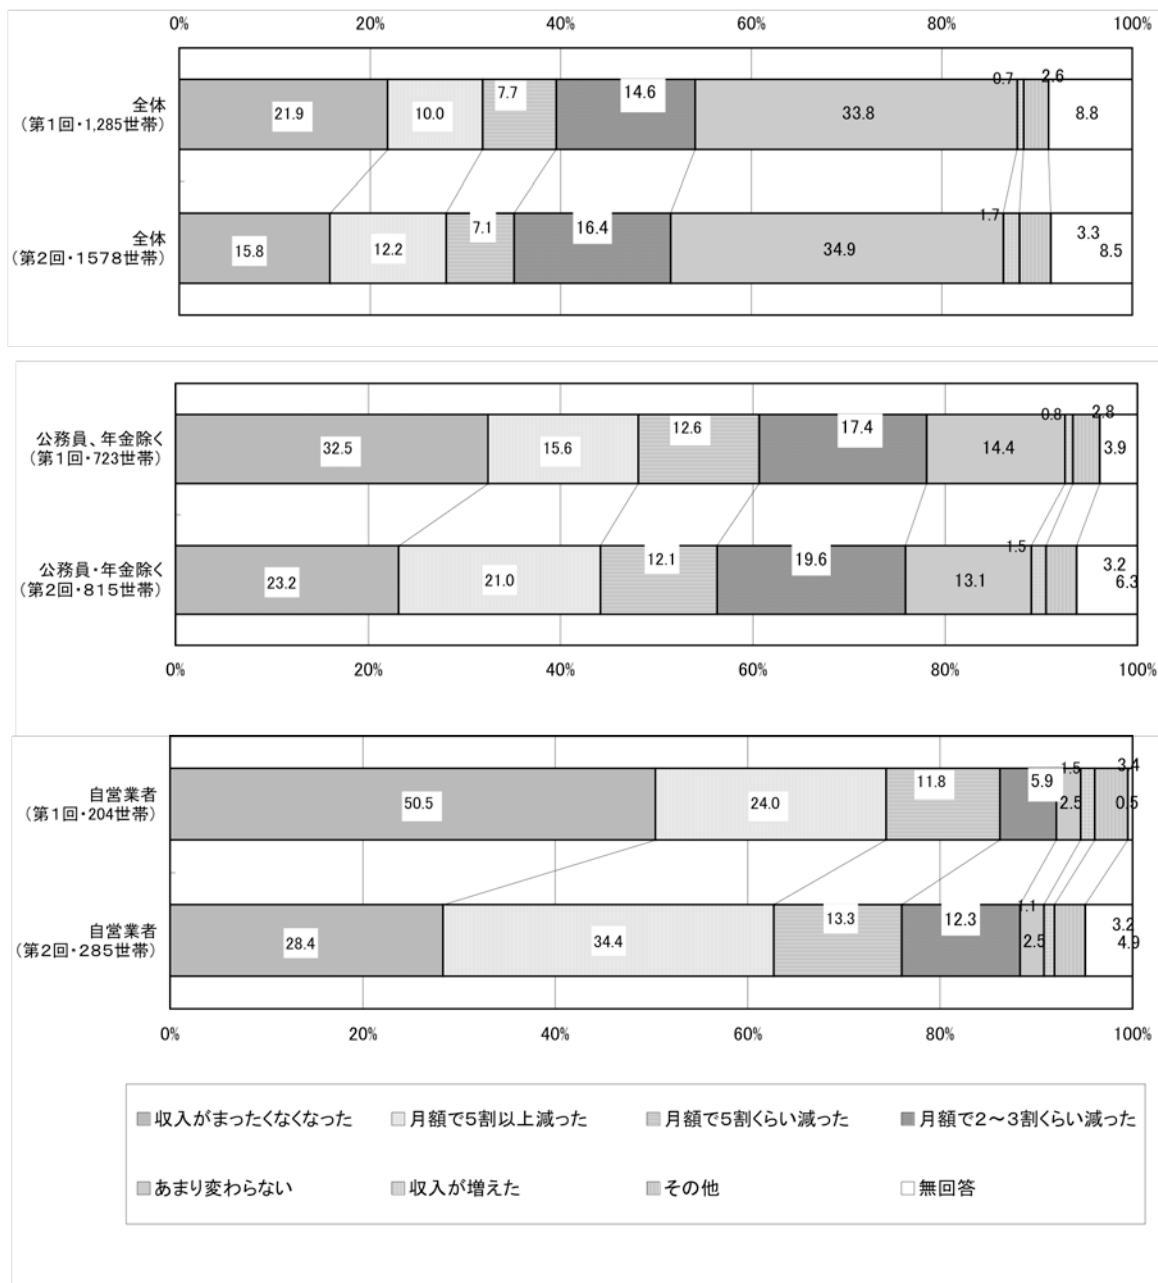 0% 20% 40% 60% 80% 100%
全体
（第1回・1,285世帯）
21.9 10.0 7.7 14.6 33.8 0.7 2.6 8.8
全体
（第2回・1578世帯）
15.8 12.2 7.1 16.4 34.9 1.7 3.3 8.5
公務員、年金除く
（第1回・723世帯）
32.5 15.6 12.6 17.4 14.4 0.8 2.8 3.9
公務員・年金除く
（第2回・815世帯）
23.2 21.0 12.1 19.6 13.1 1.5 3.2 6.3
0% 20% 40% 60% 80% 100%
自営業者
（第1回・204世帯）
50.5 24.0 11.8 5.9 2.5 1.5 3.4 0.5
自営業者
（第2回・285世帯）
28.4 34.4 13.3 12.3 2.5 1.1 3.2 4.9
0% 20% 40% 60% 80% 100%
収入がまったくなくなった 月額で5割以上減った 月額で5割くらい減った 月額で2～3割くらい減った
あまり変わらない 収入が増えた その他 無回答